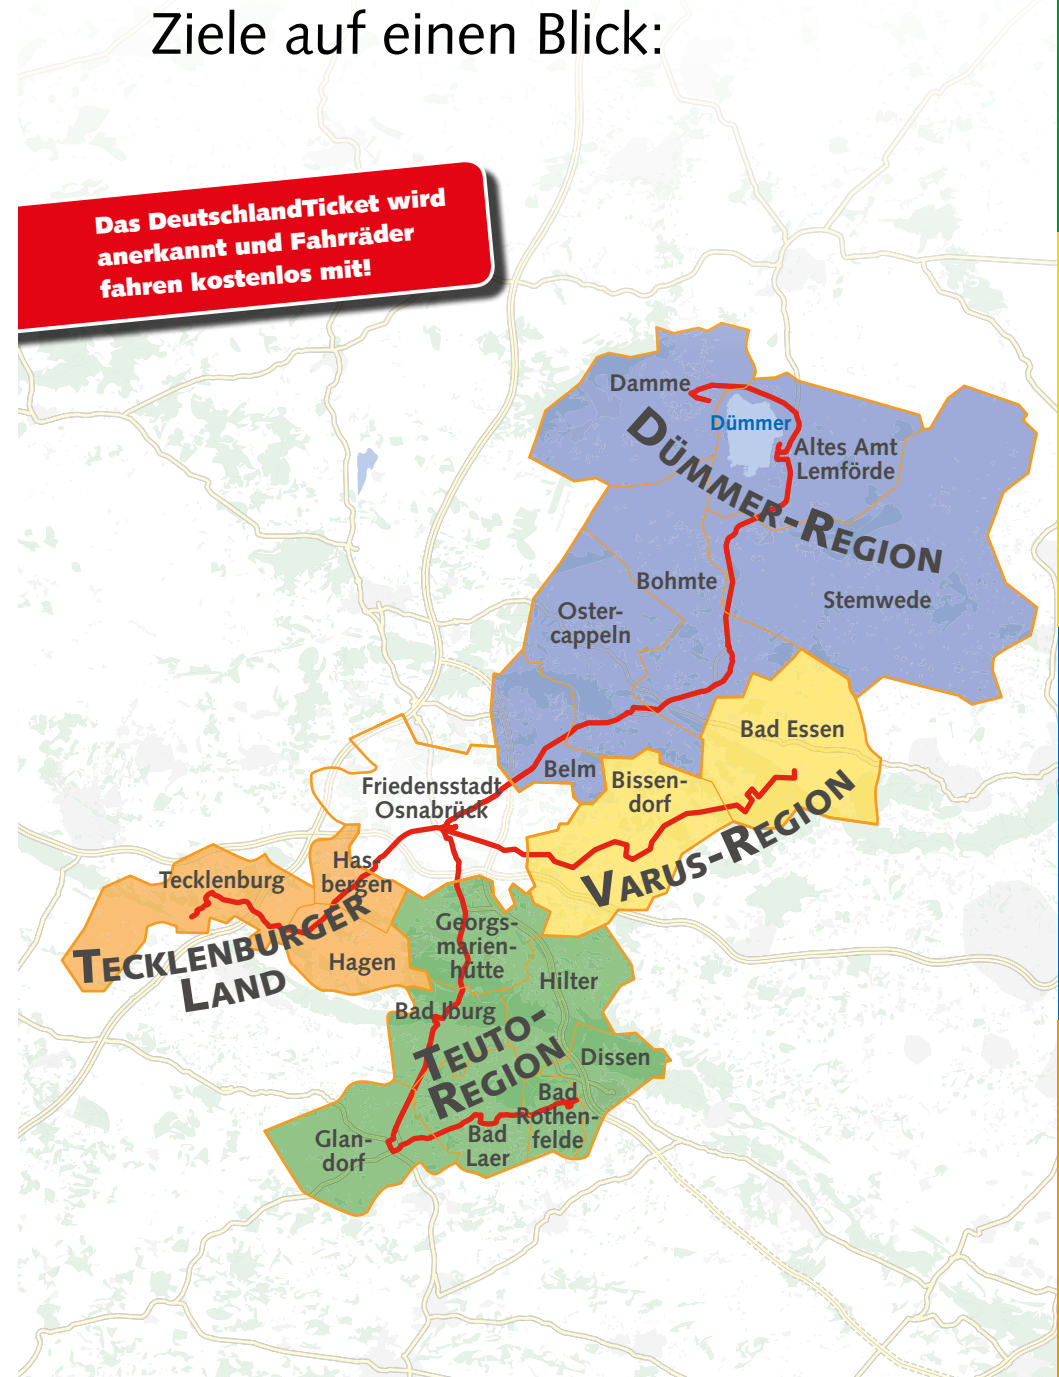 Ziele auf einen Blick:
Das DeutschlandTicket wird
anerkannt und Fahrräder
fahren kostenlos mit!
Damme
Dümmer
Altes Amt
Lemförde
DÜMMER-REGION
Bohmte
Stemwede
Oster-
cappeln
Bad Essen
Belm
Bissen-
dorf
VARUS-REGION
Friedensstadt
Osnabrück
Has-
bergen
Tecklenburg
TECKLENBURGER
LAND
Hagen
Georgs-
marien-
hütte
Hilter
Bad Iburg
TEUTO-
REGION
Dissen
Bad
Rothen-
felde
Bad
Laer
Glan-
dorf